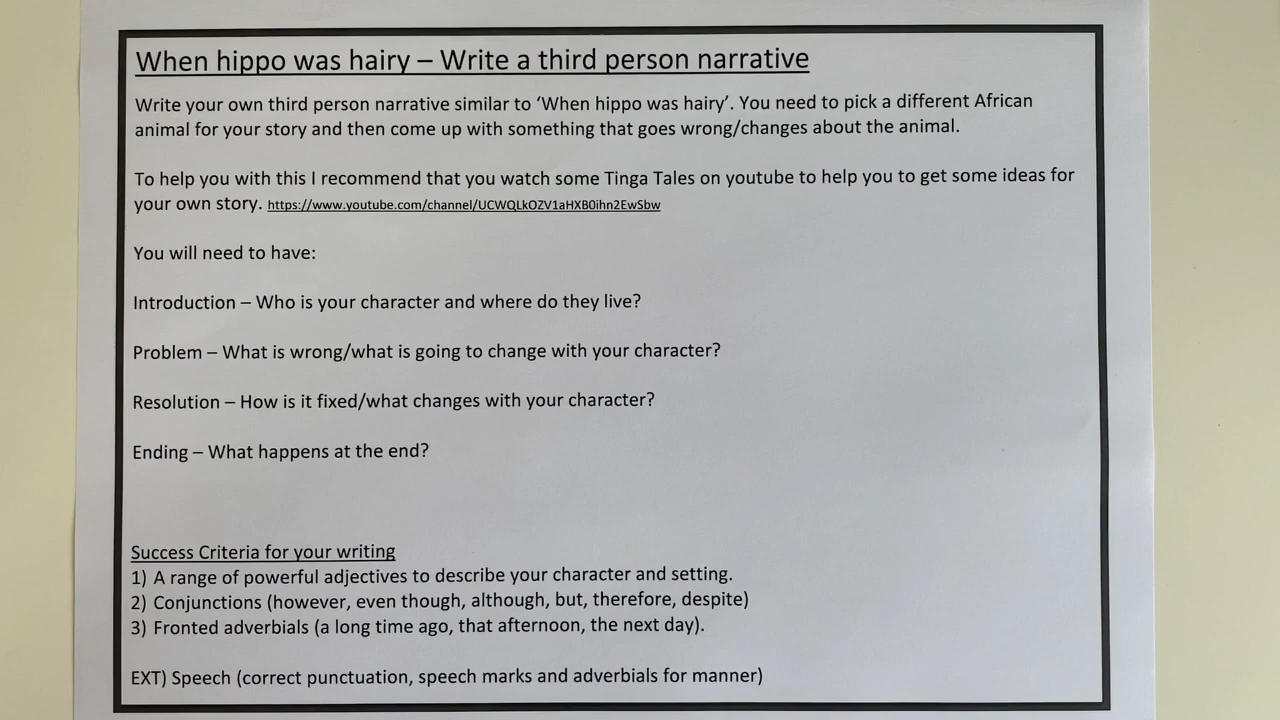 When hippo was hairy – Write a third person narrative
Write your own third person narrative similar to ‘When hippo was hairy’. You need to pick a different African
animal for your story and then come up with something that goes wrong/changes about the animal.
To help you with this I recommend that you watch some Tinga Tales on youtube to help you to get some ideas for
your own story. https://www.youtube.com/channel/UCWQLkOZV1aHXB0ihn2EwSbw
You will need to have:
Introduction – Who is your character and where do they live?
Problem – What is wrong/what is going to change with your character?
Resolution – How is it fixed/what changes with your character?
Ending – What happens at the end?
Success Criteria for your writing
1) A range of powerful adjectives to describe your character and setting.
2) Conjunctions (however, even though, although, but, therefore, despite)
3) Fronted adverbials (a long time ago, that afternoon, the next day).
EXT) Speech (correct punctuation, speech marks and adverbials for manner)